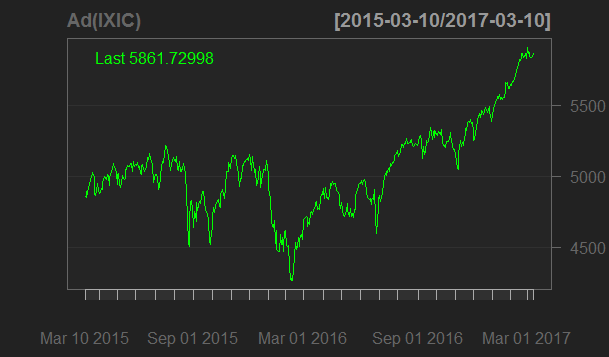 Ad(IXIC) [2015-03-10/2017-03-10]
Last 5861.72998
5500
5000
4500
Mar 10 2015 Sep 01 2015 Mar 01 2016 Sep 01 2016 Mar 01 2017